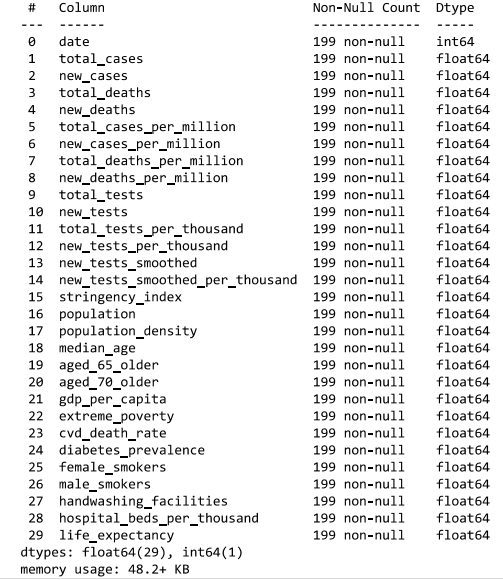 #   Column                           Non-Null Count  Dtype
---  ------                           --------------  -----
0   date                             199 non-null    int64
1   total_cases                      199 non-null    float64
2   new_cases                        199 non-null    float64
3   total_deaths                     199 non-null    float64
4   new_deaths                       199 non-null    float64
5   total_cases_per_million          199 non-null    float64
6   new_cases_per_million            199 non-null    float64
7   total_deaths_per_million         199 non-null    float64
8   new_deaths_per_million           199 non-null    float64
9   total_tests                      199 non-null    float64
10  new_tests                        199 non-null    float64
11  total_tests_per_thousand         199 non-null    float64
12  new_tests_per_thousand           199 non-null    float64
13  new_tests_smoothed               199 non-null    float64
14  new_tests_smoothed_per_thousand  199 non-null    float64
15  stringency_index                 199 non-null    float64
16  population                       199 non-null    float64
17  population_density               199 non-null    float64
18  median_age                       199 non-null    float64
19  aged_65_older                    199 non-null    float64
20  aged_70_older                    199 non-null    float64
21  gdp_per_capita                   199 non-null    float64
22  extreme_poverty                  199 non-null    float64
23  cvd_death_rate                   199 non-null    float64
24  diabetes_prevalence              199 non-null    float64
25  female_smokers                   199 non-null    float64
26  male_smokers                     199 non-null    float64
27  handwashing_facilities           199 non-null    float64
28  hospital_beds_per_thousand       199 non-null    float64
29  life_expectancy                  199 non-null    float64
dtypes: float64(29), int64(1)
memory usage: 48.2+ KB